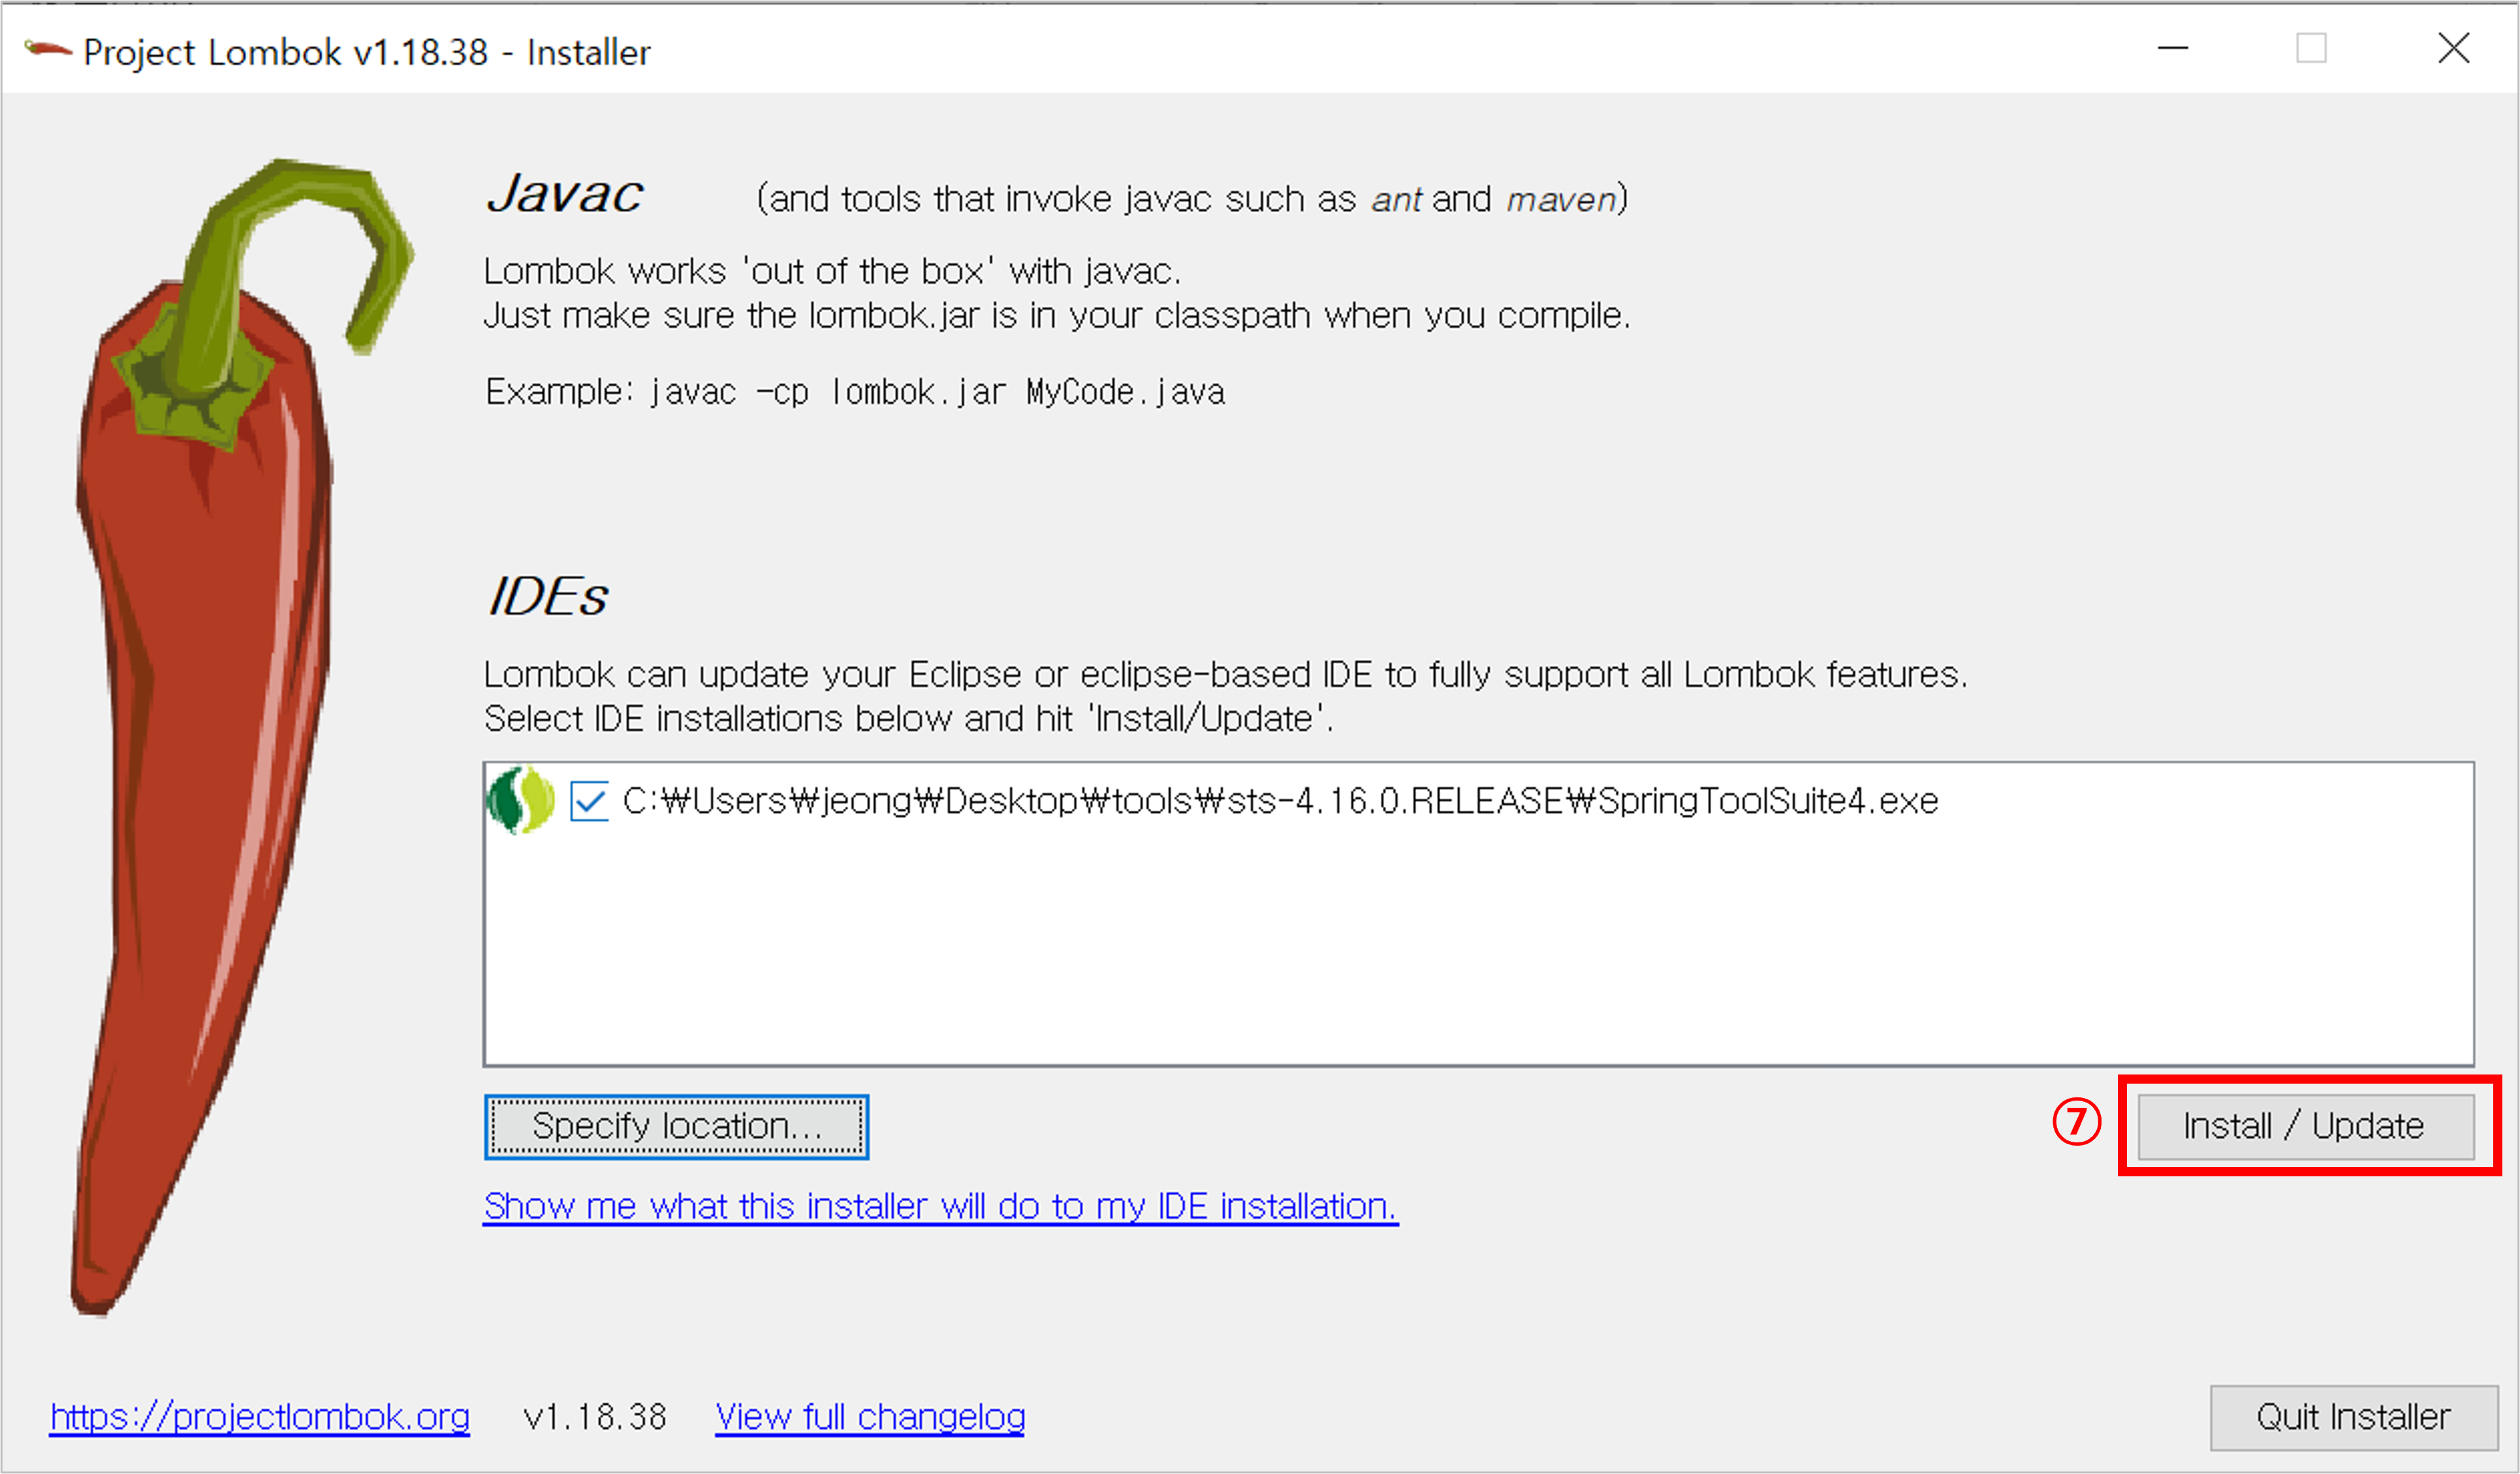 Project Lombok v1.18.38 - Installer
Javac (and tools that invoke javac such as ant and maven)
Lombok works 'out of the box' with javac.
Just make sure the lombok.jar is in your classpath when you compile.
Example: javac -cp lombok.jar MyCode.java
IDEs
Lombok can update your Eclipse or eclipse-based IDE to fully support all Lombok features.
Select IDE installations below and hit 'Install/Update'.
C:₩Users₩jeong₩Desktop₩tools₩sts-4.16.0.RELEASE₩SpringToolSuite4.exe
Specify location... ⑦ Install / Update
Show me what this installer will do to my IDE installation.
https://projectlombok.org v1.18.38 View full changelog Quit Installer